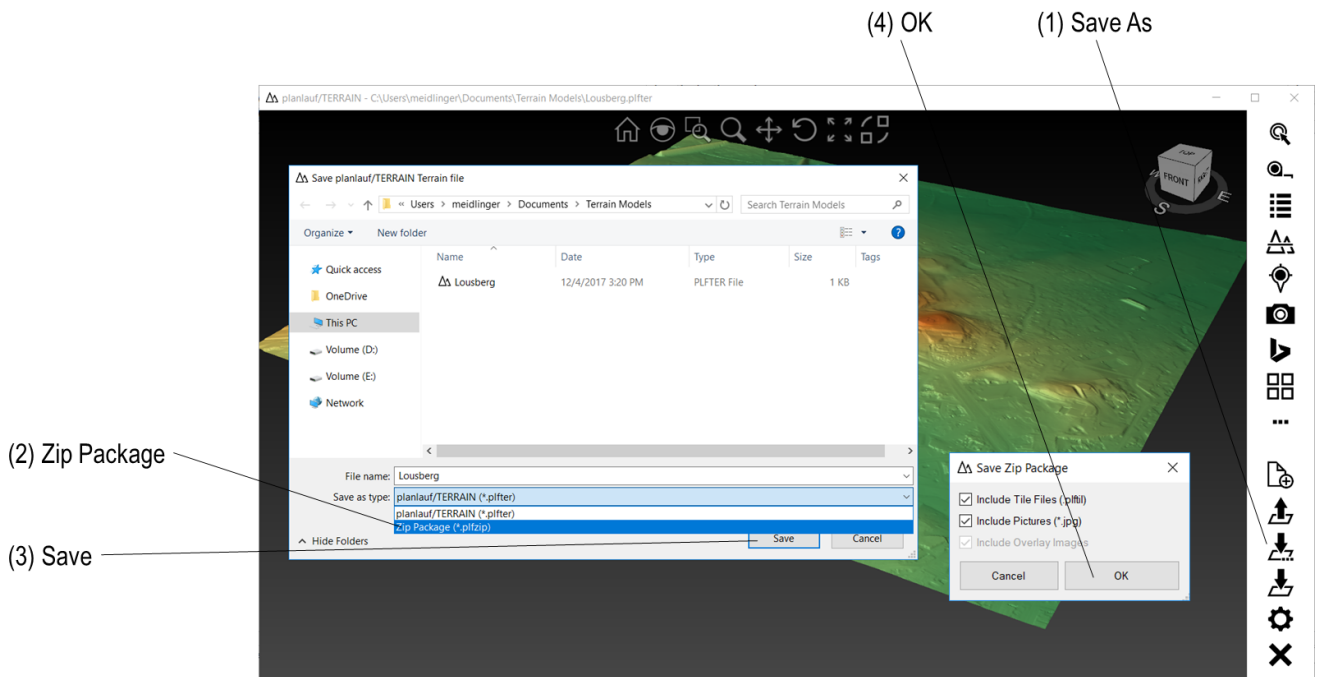 (4) OK
(1) Save As
planlauf/TERRAIN - C:\Users\meidlinger\Documents\Terrain Models\Lousberg.plfter
TOP
FRONT
W
S
E
Save planlauf/TERRAIN Terrain file
« Users > meidlinger > Documents > Terrain Models
Search Terrain Models
Organize
New folder
Name Date Type Size Tags
Quick access
OneDrive
This PC
Volume (D:)
Volume (E:)
Network
Lousberg 12/4/2017 3:20 PM PLFTER File 1 KB
(2) Zip Package
File name: Lousberg
Save as type: planlauf/TERRAIN (*.plfter)
planlauf/TERRAIN (*.plfter)
Zip Package (*.plfzip)
Hide Folders
Save
Cancel
(3) Save
Save Zip Package
Include Tile Files (.plftil)
Include Pictures (*.jpg)
Include Overlay Images
Cancel
OK